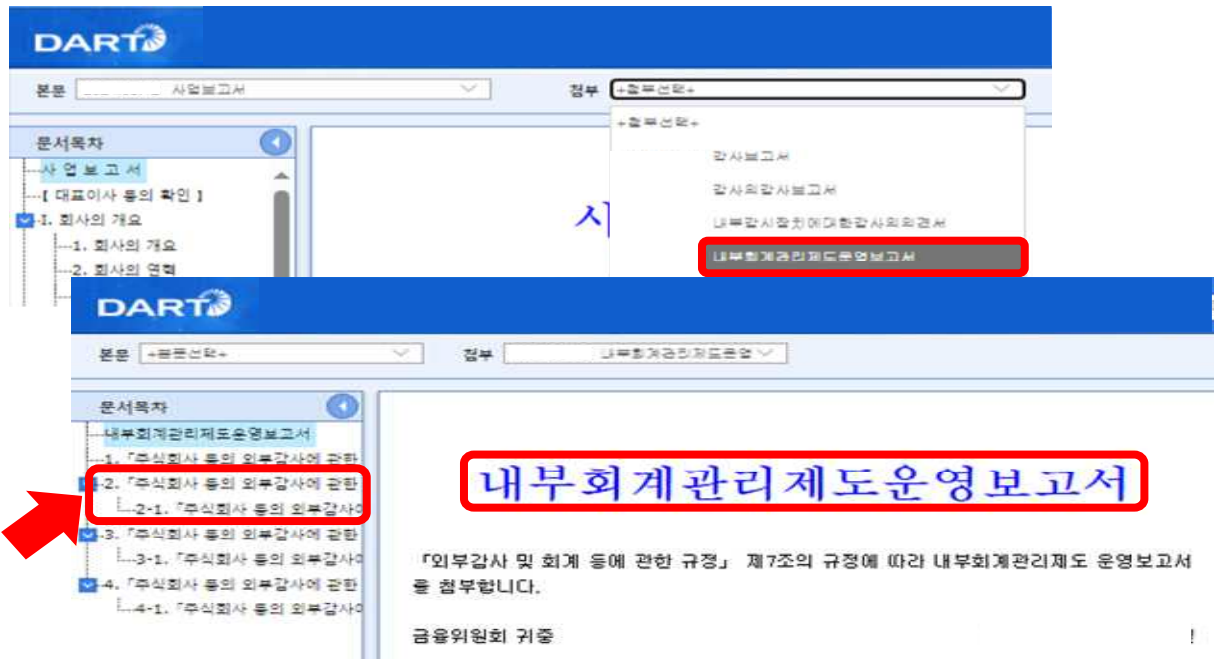 DART
본문 사업보고서 첨부 +첨부선택+
+첨부선택+
감사보고서
감사의감사보고서
내부감시장치에대한감사의의견서
내부회계관리제도운영보고서
문서목차
사 업 보 고 서
【 대표이사 등의 확인 】
I. 회사의 개요
1. 회사의 개요
2. 회사의 연혁
사
DART
본문 +본문선택+ 첨부 내부회계관리제도운영
문서목차
내부회계관리제도운영보고서
1. 「주식회사 등의 외부감사에 관한
2. 「주식회사 등의 외부감사에 관한
2-1. 「주식회사 등의 외부감사에
3. 「주식회사 등의 외부감사에 관한
3-1. 「주식회사 등의 외부감사에
4. 「주식회사 등의 외부감사에 관한
4-1. 「주식회사 등의 외부감사에
내부회계관리제도운영보고서
「외부감사 및 회계 등에 관한 규정」 제7조의 규정에 따라 내부회계관리제도 운영보고서
를 첨부합니다.
금융위원회 귀중 !